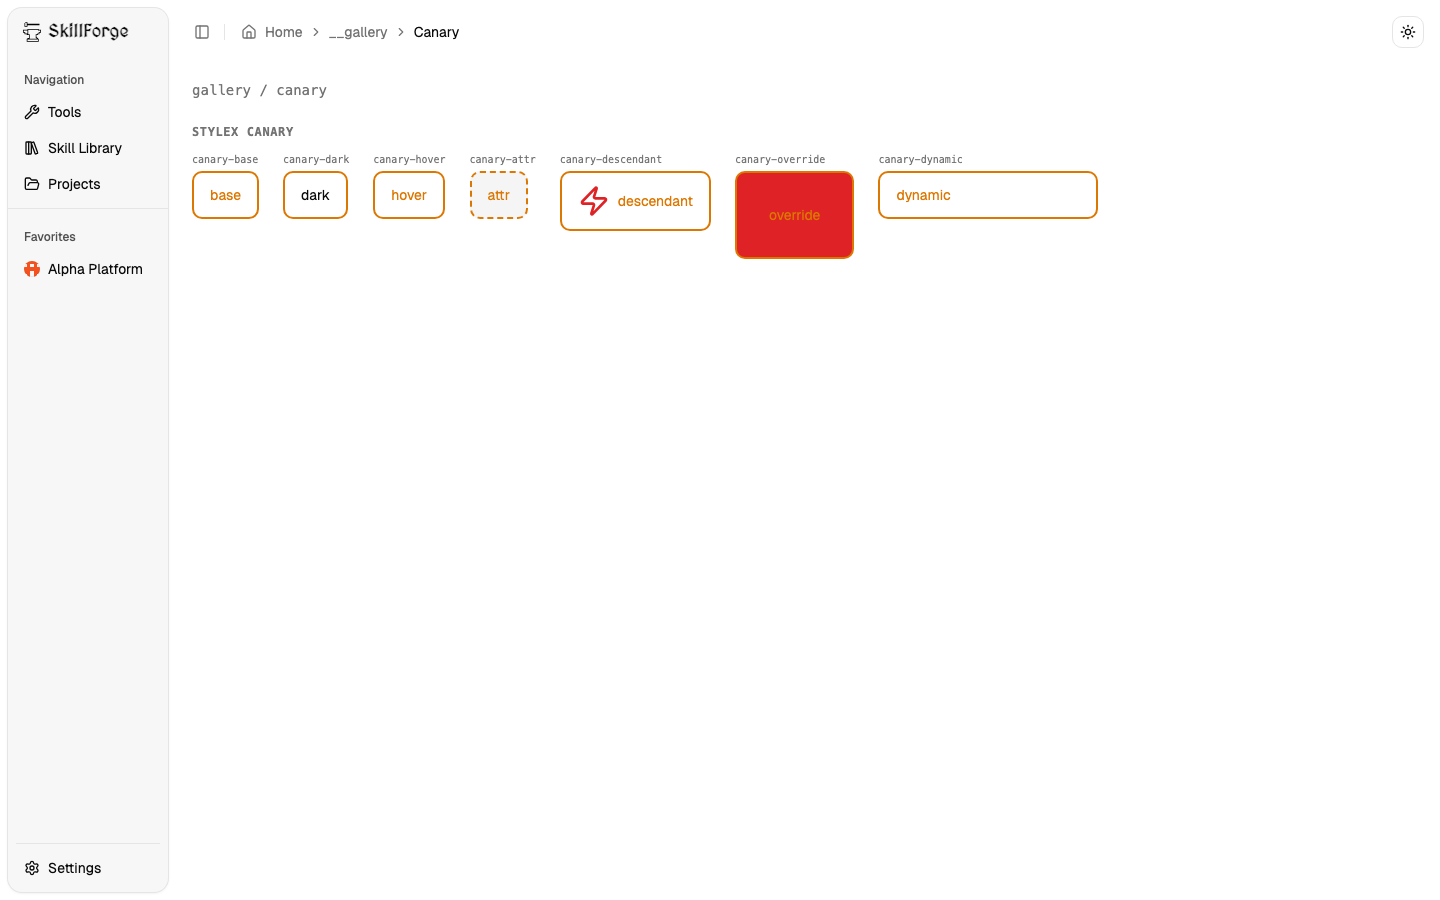 SkillForge
Navigation
Tools
Skill Library
Projects
Favorites
Alpha Platform
Settings
Home > __gallery > Canary
gallery / canary
STYLEX CANARY
canary-base canary-dark canary-hover canary-attr canary-descendant canary-override canary-dynamic
base dark hover attr descendant override dynamic